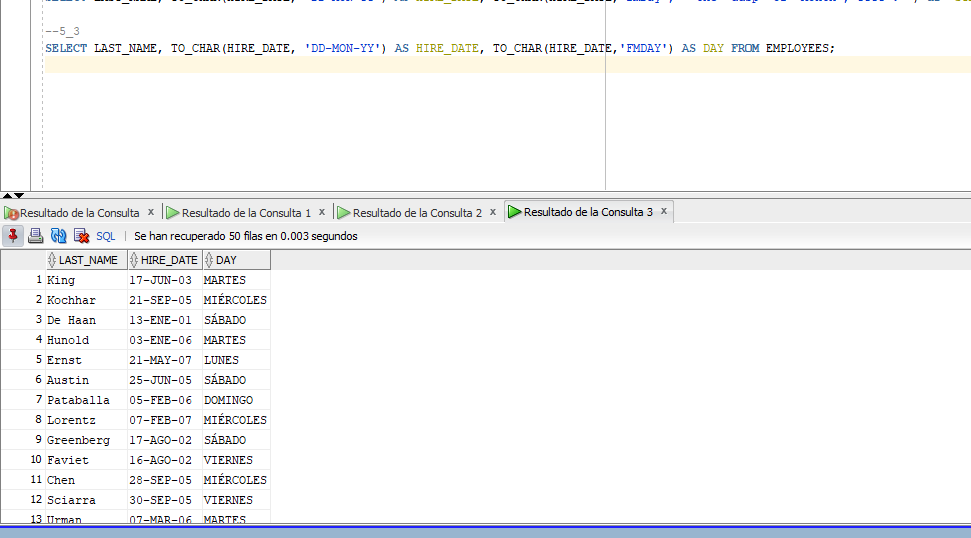 --5_3
SELECT LAST_NAME, TO_CHAR(HIRE_DATE, 'DD-MON-YY') AS HIRE_DATE, TO_CHAR(HIRE_DATE,'FMDAY') AS DAY FROM EMPLOYEES;
Resultado de la Consulta x Resultado de la Consulta 1 x Resultado de la Consulta 2 x Resultado de la Consulta 3 x
SQL | Se han recuperado 50 filas en 0.003 segundos
LAST_NAME HIRE_DATE DAY
1 King 17-JUN-03 MARTES
2 Kochhar 21-SEP-05 MIÉRCOLES
3 De Haan 13-ENE-01 SÁBADO
4 Hunold 03-ENE-06 MARTES
5 Ernst 21-MAY-07 LUNES
6 Austin 25-JUN-05 SÁBADO
7 Pataballa 05-FEB-06 DOMINGO
8 Lorentz 07-FEB-07 MIÉRCOLES
9 Greenberg 17-AGO-02 SÁBADO
10 Faviet 16-AGO-02 VIERNES
11 Chen 28-SEP-05 MIÉRCOLES
12 Sciarra 30-SEP-05 VIERNES
13 Urman 07-MAR-06 MARTES